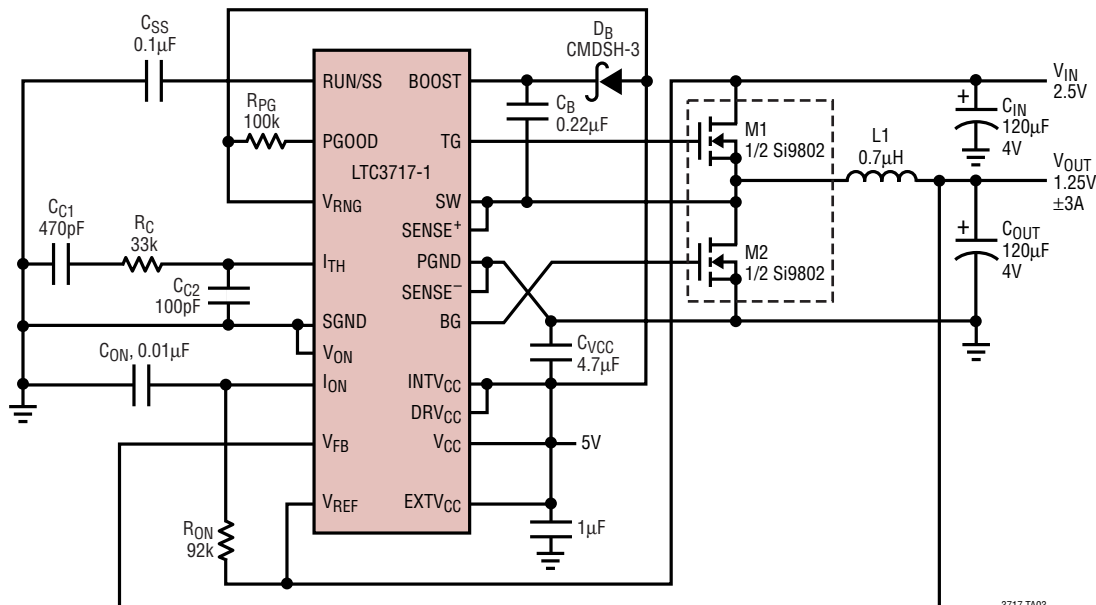 CSS
0.1µF
DB
CMDSH-3
RUN/SS
BOOST
VIN
2.5V
RPG
100k
CB
0.22µF
+
CIN
120µF
4V
M1
1/2 Si9802
PGOOD
TG
L1
0.7µH
LTC3717-1
VOUT
1.25V
±3A
VRNG
SW
CC1
470pF
RC
33k
SENSE+
+
COUT
120µF
4V
M2
1/2 Si9802
ITH
PGND
CC2
100pF
SENSE–
SGND
BG
VON
CVCC
4.7µF
CON, 0.01µF
ION
INTVCC
DRVCC
VFB
VCC
5V
VREF
EXTVCC
RON
92k
1µF